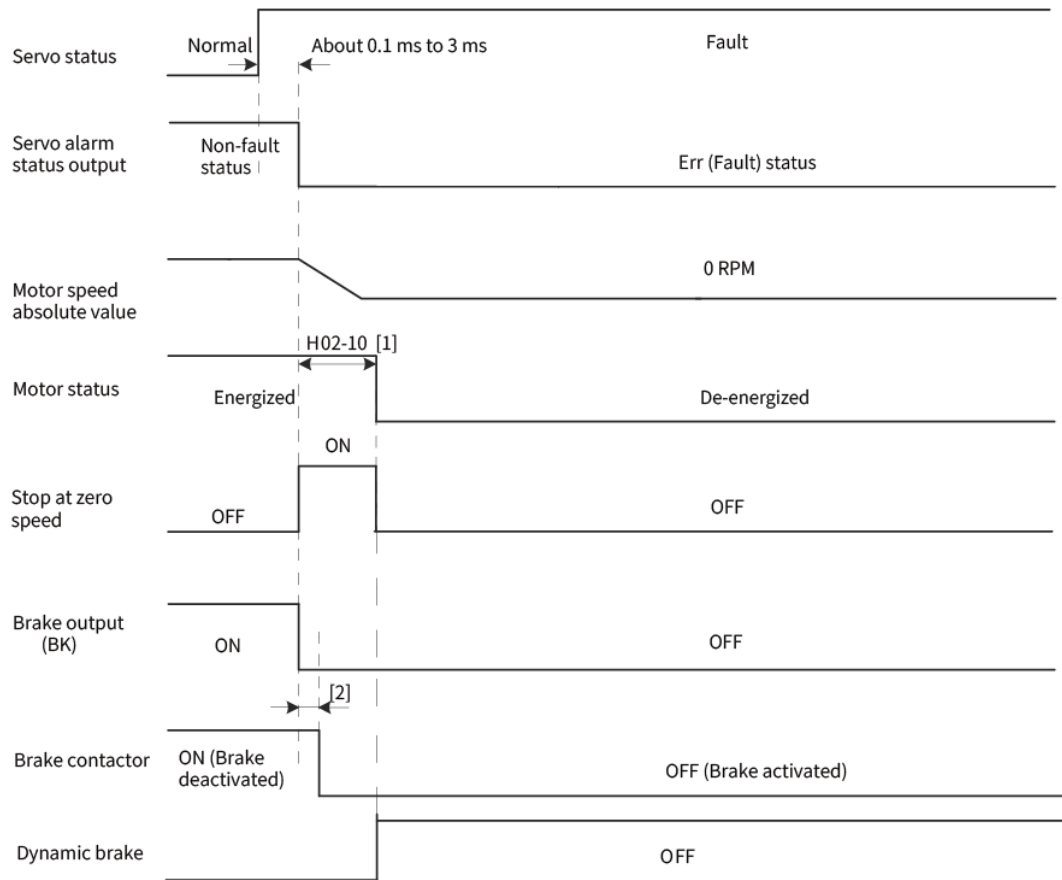 Servo status
Normal
About 0.1 ms to 3 ms
Fault
Servo alarm
status output
Non-fault
status
Err (Fault) status
Motor speed
absolute value
0 RPM
H02-10 [1]
Motor status
Energized
De-energized
ON
Stop at zero
speed
OFF
OFF
Brake output
(BK)
ON
OFF
[2]
Brake contactor
ON (Brake
deactivated)
OFF (Brake activated)
Dynamic brake
OFF